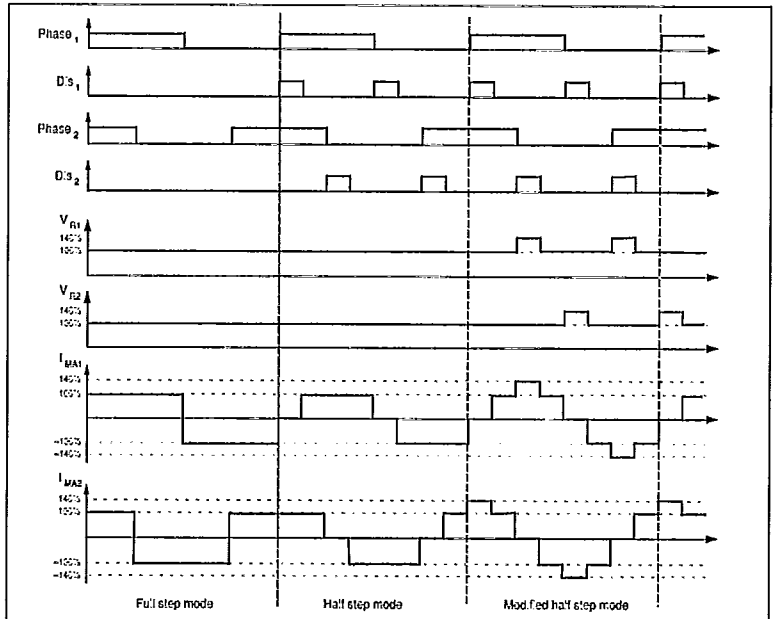 Phase 1
Dis 1
Phase 2
Dis 2
V R1
140%
100%
V R2
140%
100%
I MA1
140%
100%
-100%
-140%
I MA2
140%
100%
-100%
-140%
Full step mode
Half step mode
Modified half step mode